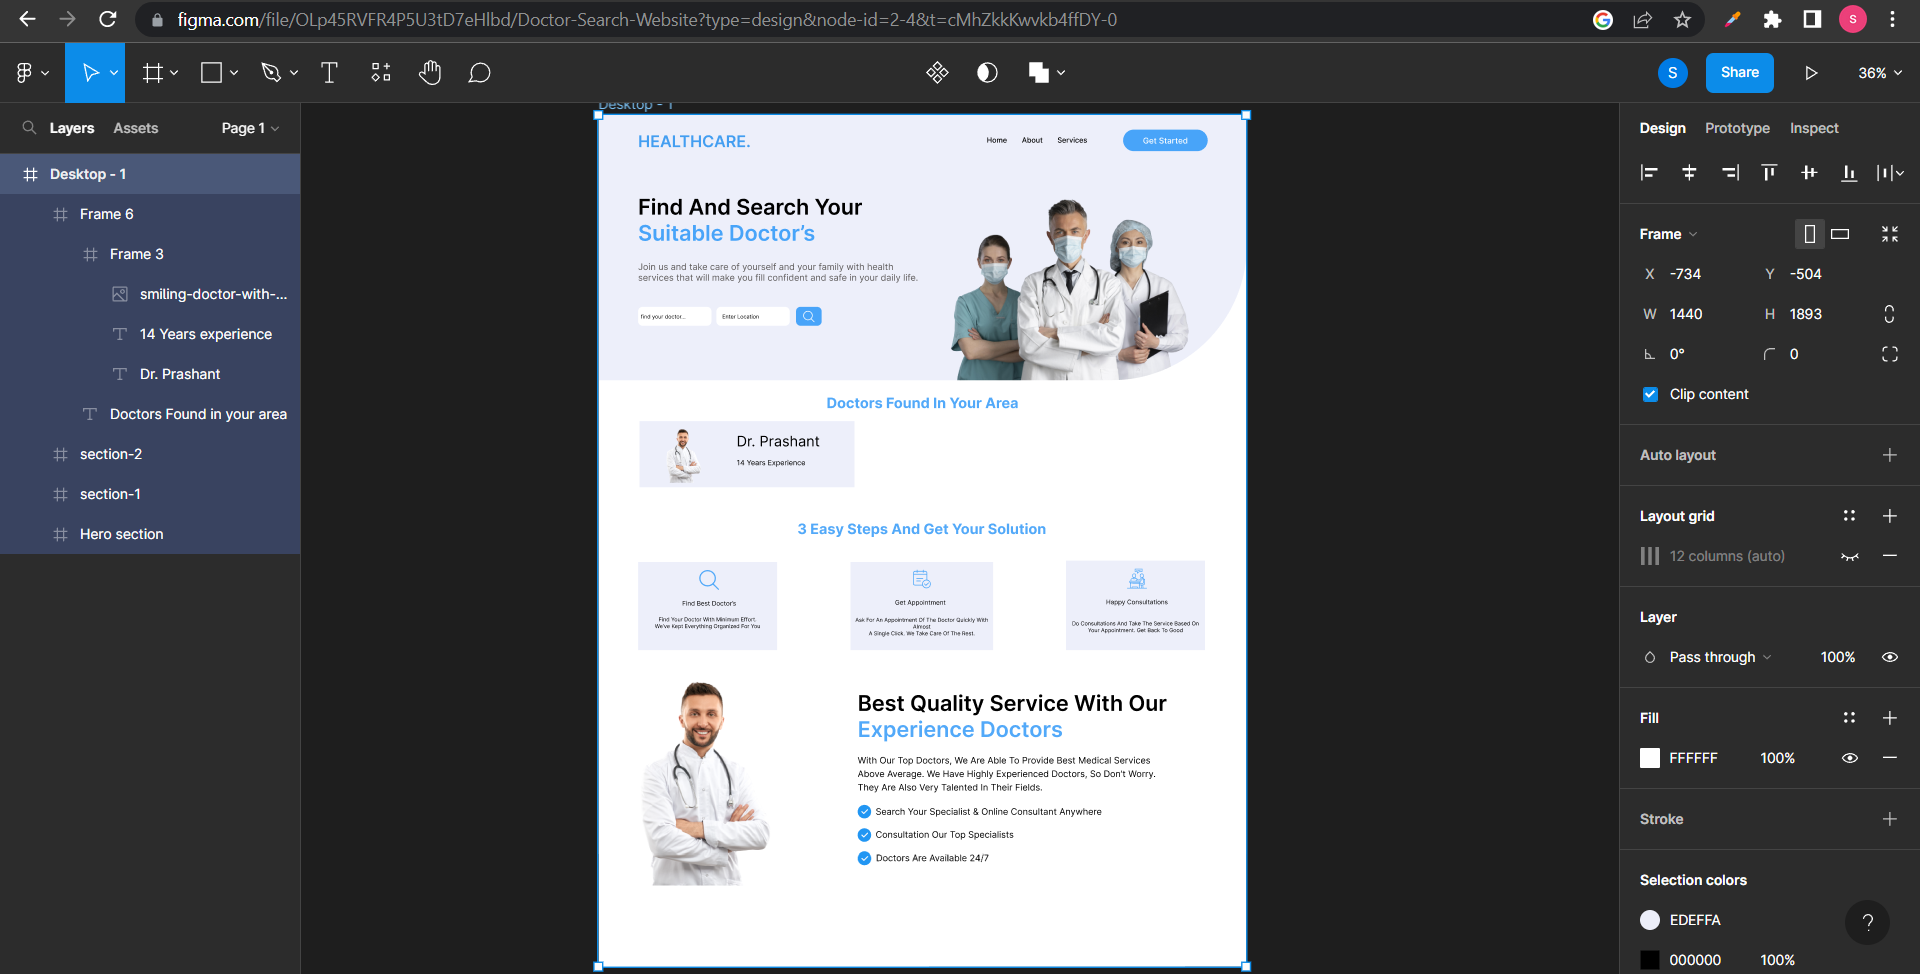 figma.com/file/OLp45RVFR4P5U3tD7eHlbd/Doctor-Search-Website?type=design&node-id=2-4&t=cMhZkkKwvkb4ffDY-0
S
S
Share
36%
Layers
Assets
Page 1
Desktop - 1
Frame 6
Frame 3
smiling-doctor-with-...
14 Years experience
Dr. Prashant
Doctors Found in your area
section-2
section-1
Hero section
Desktop - 1
HEALTHCARE.
Home
About
Services
Get Started
Find And Search Your
Suitable Doctor's
Join us and take care of yourself and your family with health
services that will make you fill confident and safe in your daily life.
find your doctor...
Enter Location
Doctors Found In Your Area
Dr. Prashant
14 Years Experience
3 Easy Steps And Get Your Solution
Find Best Doctor's
Find Your Doctor With Minimum Effort.
We've Kept Everything Organized For You
Get Appointment
Ask For An Appointment Of The Doctor Quickly With
Almost
A Single Click. We Take Care Of The Rest.
Happy Consultations
Do Consultations And Take The Service Based On
Your Appointment. Get Back To Good
Best Quality Service With Our
Experience Doctors
With Our Top Doctors, We Are Able To Provide Best Medical Services
Above Average. We Have Highly Experienced Doctors, So Don't Worry.
They Are Also Very Talented In Their Fields.
Search Your Specialist & Online Consultant Anywhere
Consultation Our Top Specialists
Doctors Are Available 24/7
Design
Prototype
Inspect
Frame
X -734
Y -504
W 1440
H 1893
0°
0
Clip content
Auto layout
Layout grid
12 columns (auto)
Layer
Pass through
100%
Fill
FFFFFF
100%
Stroke
Selection colors
EDEFFA
000000
100%
?